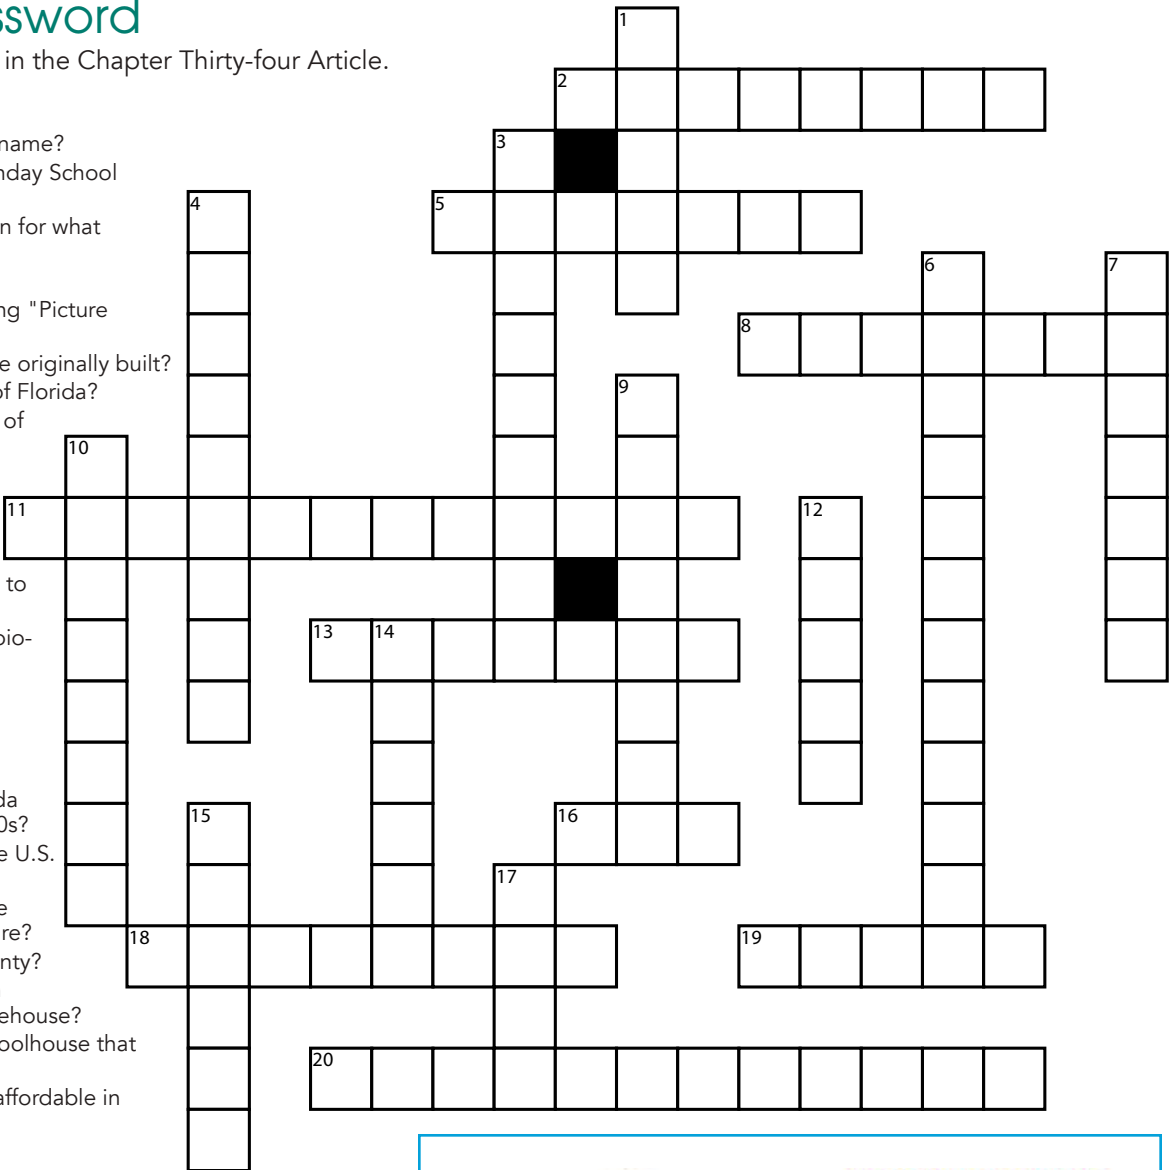 ssword
in the Chapter Thirty-four Article.
name?
nday School
n for what
ng "Picture
e originally built?
of Florida?
of
to
bio-
da
0s?
e U.S.
e
re?
nty?
ehouse?
oolhouse that
affordable in
1
2
3
4
5
6
7
8
9
10
11
12
13
14
15
16
17
18
19
20